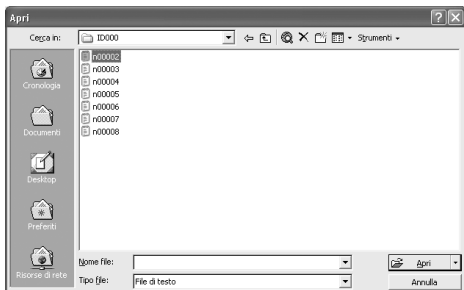 Apri
Cerca in:
ID000
Strumenti
n00002
n00003
n00004
n00005
n00006
n00007
n00008
Cronologia
Documenti
Desktop
Preferiti
Risorse di rete
Nome file:
Apri
Tipo file:
File di testo
Annulla